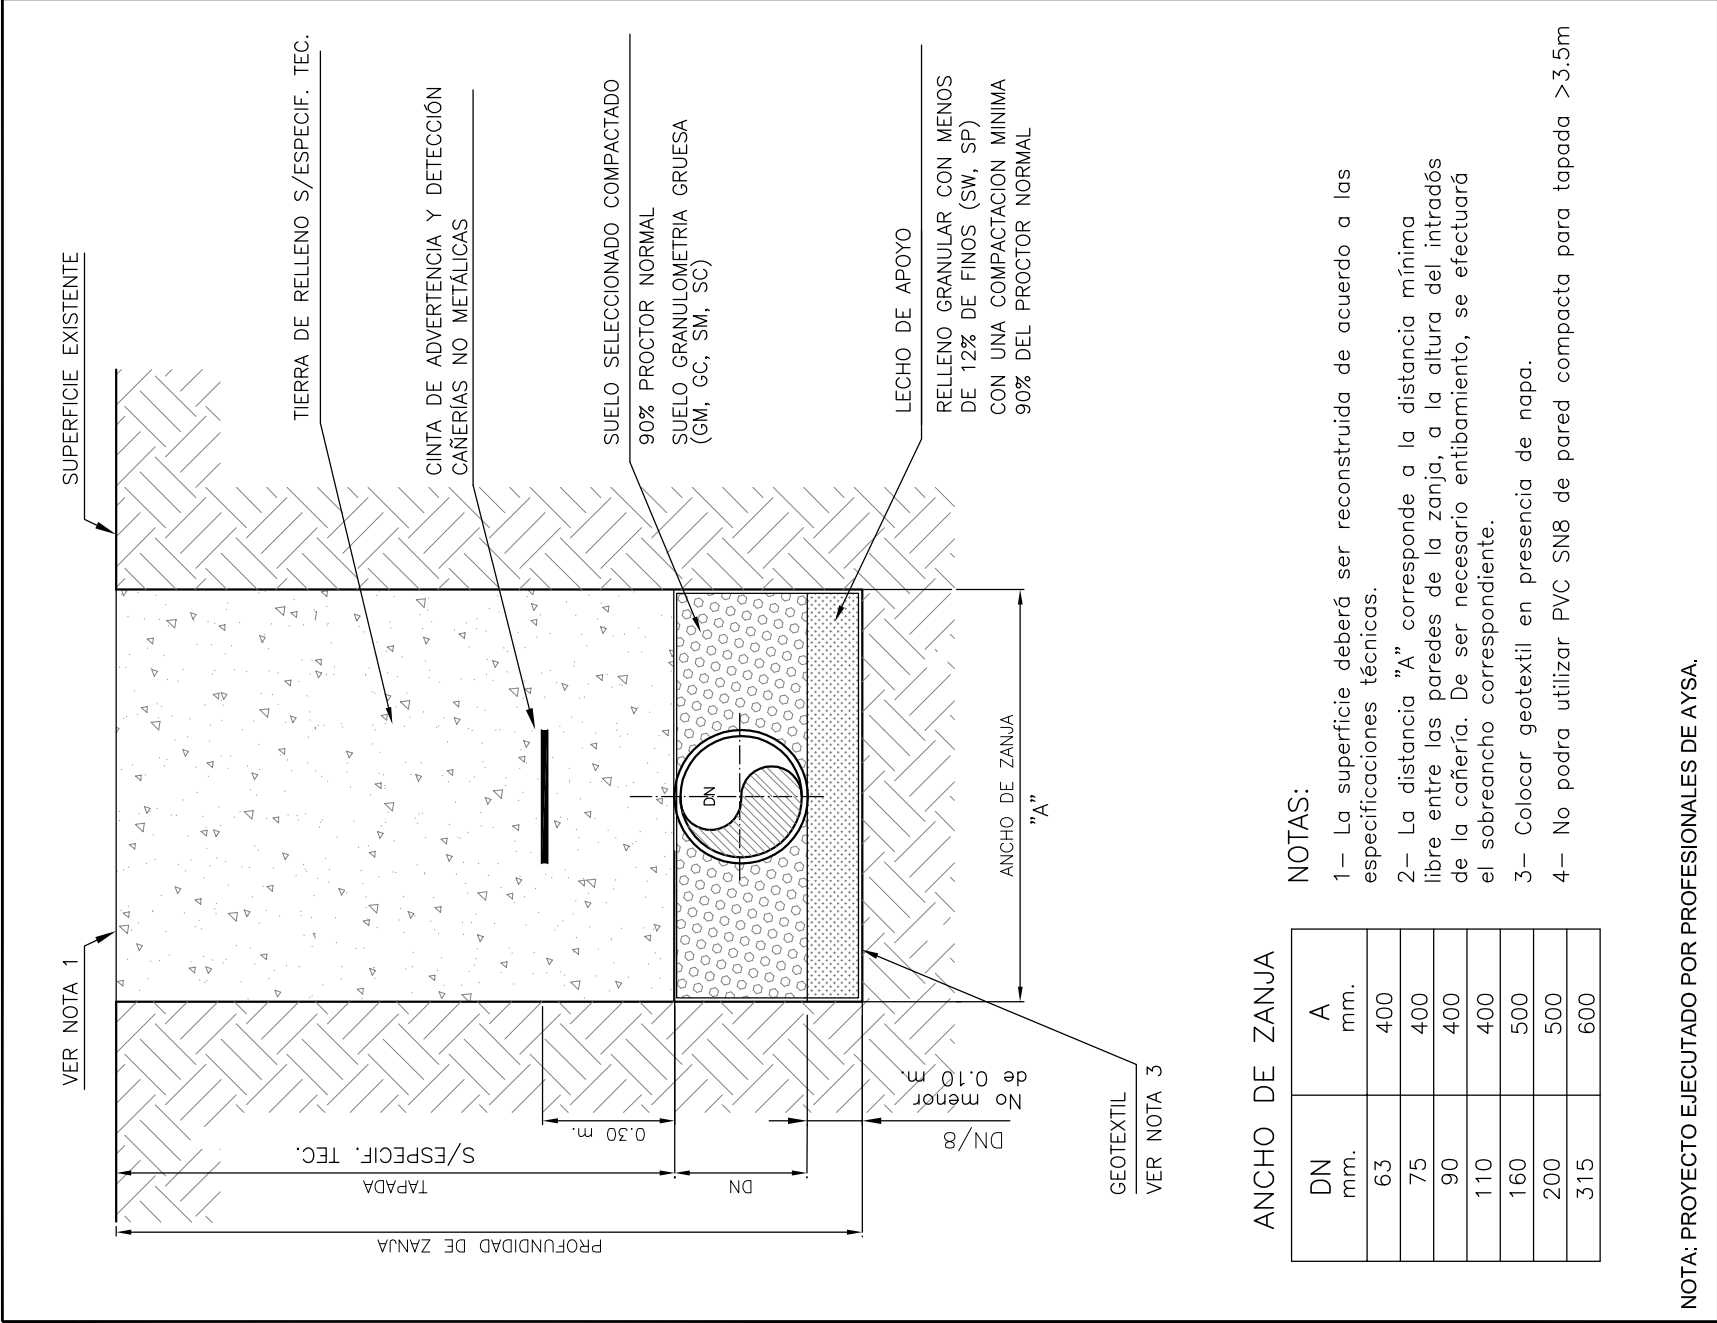 SUPERFICIE EXISTENTE
VER NOTA 1
TIERRA DE RELLENO S/ESPECIF. TEC.
CINTA DE ADVERTENCIA Y DETECCIÓN
CAÑERÍAS NO METÁLICAS
SUELO SELECCIONADO COMPACTADO
90% PROCTOR NORMAL
SUELO GRANULOMETRIA GRUESA
(GM, GC, SM, SC)
LECHO DE APOYO
RELLENO GRANULAR CON MENOS
DE 12% DE FINOS (SW, SP)
CON UNA COMPACTACION MINIMA
90% DEL PROCTOR NORMAL
DN
PROFUNDIDAD DE ZANJA
TAPADA
S/ESPECIF. TEC.
0.30 m.
DN
DN/8
No menor
de 0.10 m.
ANCHO DE ZANJA
"A"
GEOTEXTIL
VER NOTA 3
ANCHO DE ZANJA
DN A
mm. mm.
63 400
75 400
90 400
110 400
160 500
200 500
315 600
NOTAS:
1– La superficie deberá ser reconstruida de acuerdo a las
especificaciones técnicas.
2– La distancia "A" corresponde a la distancia mínima
libre entre las paredes de la zanja, a la altura del intradós
de la cañería. De ser necesario entibamiento, se efectuará
el sobreancho correspondiente.
3– Colocar geotextil en presencia de napa.
4– No podra utilizar PVC SN8 de pared compacta para tapada >3.5m
NOTA: PROYECTO EJECUTADO POR PROFESIONALES DE AYSA.